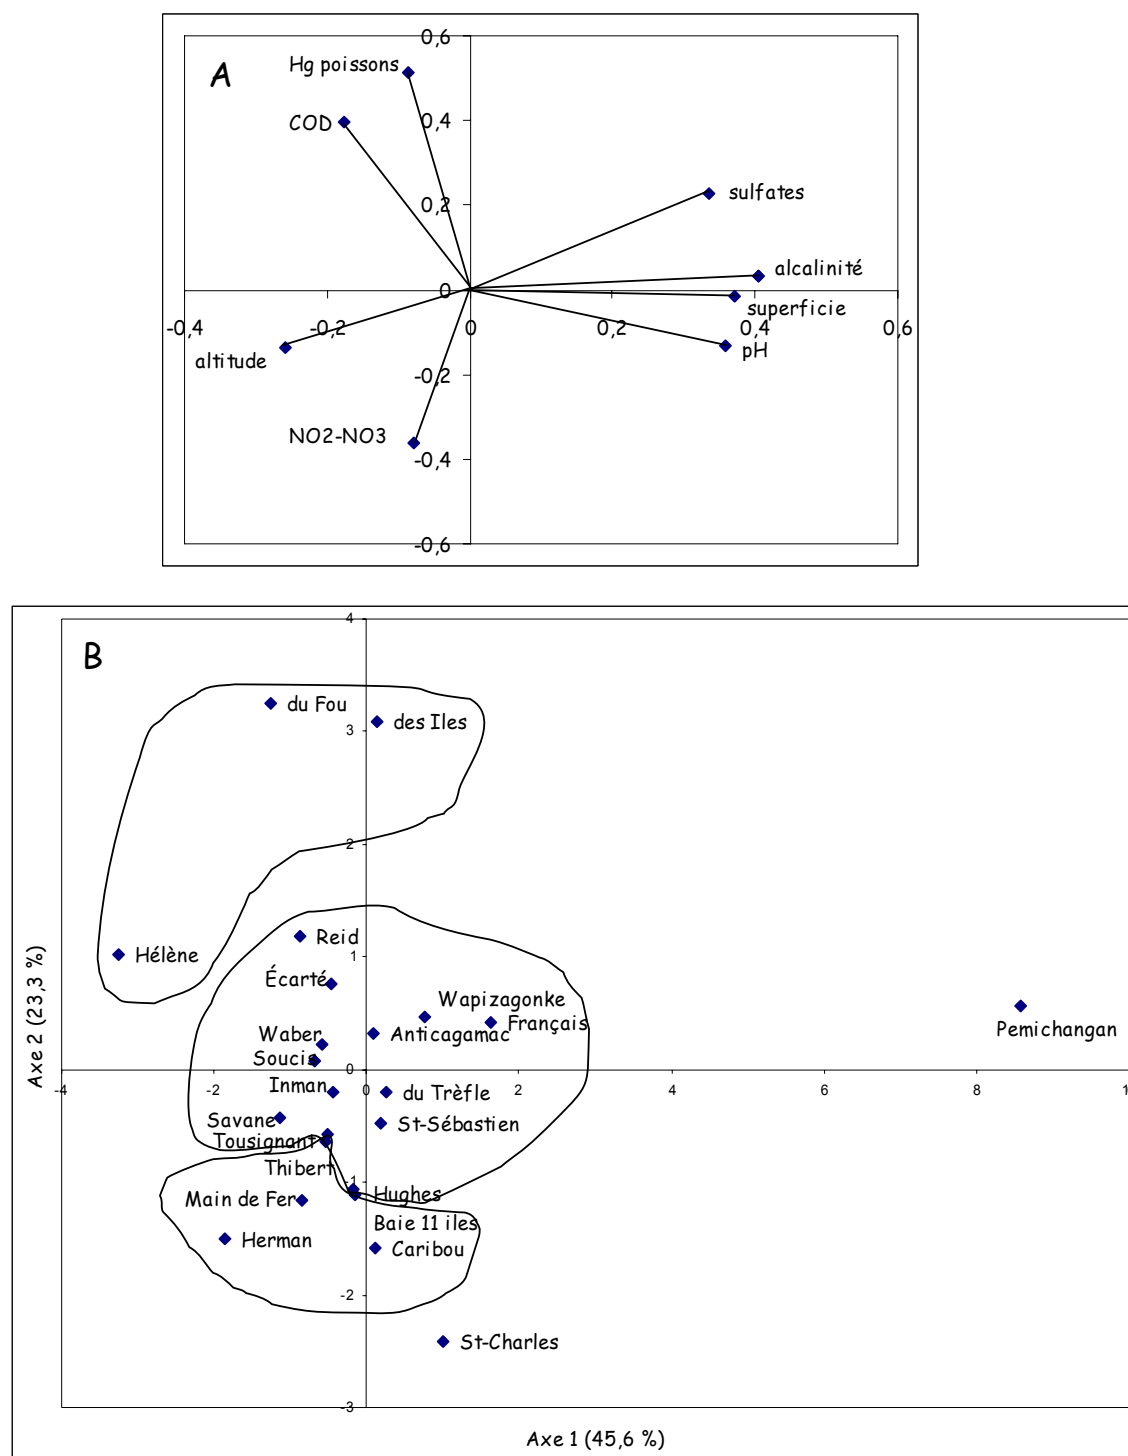 A
0,6
Hg poissons
COD
0,4
0,2
sulfates
alcalinité
0
superficie
-0,4
-0,2
0
0,2
0,4
0,6
pH
altitude
-0,2
NO2-NO3
-0,4
-0,6
B
4
du Fou
des Iles
3
2
Reid
Hélène
1
Écarté
Wapizagonke
Français
Waber
Anticagamac
Pemichangan
Soucis
0
-4
-2
0
2
4
6
8
1
Inman
du Trèfle
Savane
St-Sébastien
Tousignant
Thibert
-1
Main de Fer
Hughes
Baie 11 iles
Herman
Caribou
-2
St-Charles
-3
Axe 2 (23,3 %)
Axe 1 (45,6 %)